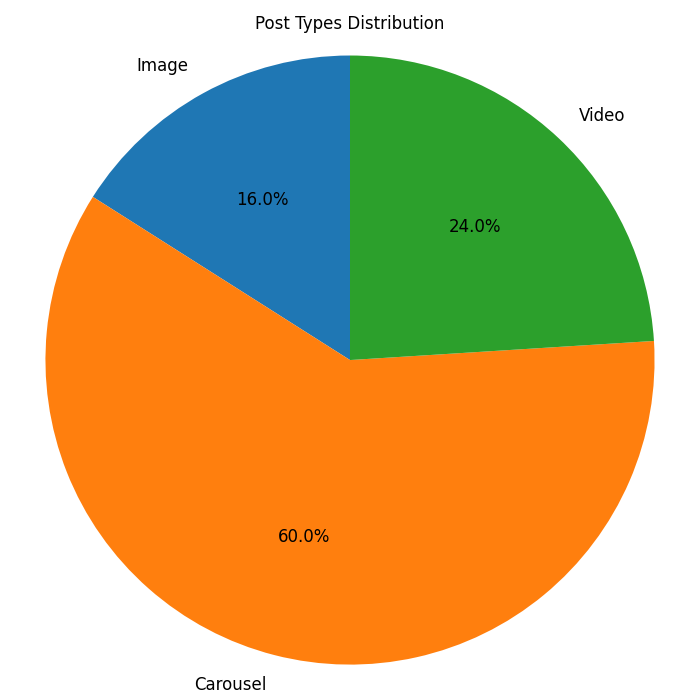 Post Types Distribution
Image
Video
16.0%
24.0%
60.0%
Carousel